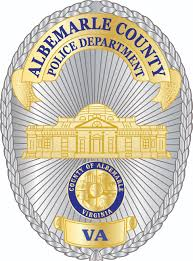 ALBEMARLE COUNTY
POLICE DEPARTMENT
COUNTY OF ALBEMARLE
VIRGINIA
VA